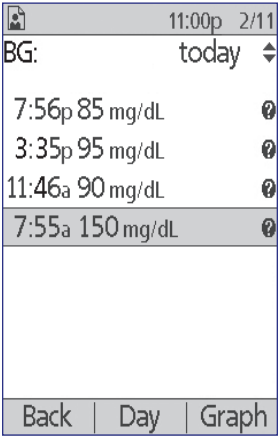 11:00p 2/11
BG: today
7:56p 85 mg/dL ?
3:35p 95 mg/dL ?
11:46a 90 mg/dL ?
7:55a 150 mg/dL ?
Back | Day | Graph